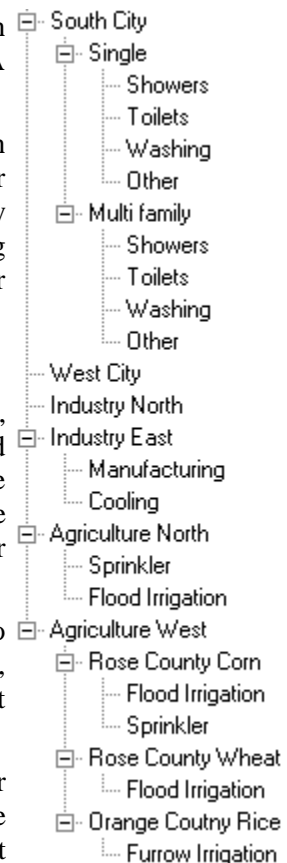 South City
Single
Showers
Toilets
Washing
Other
Multi family
Showers
Toilets
Washing
Other
West City
Industry North
Industry East
Manufacturing
Cooling
Agriculture North
Sprinkler
Flood Irrigation
Agriculture West
Rose County Corn
Flood Irrigation
Sprinkler
Rose County Wheat
Flood Irrigation
Orange Coutny Rice
Furrow Irrigation